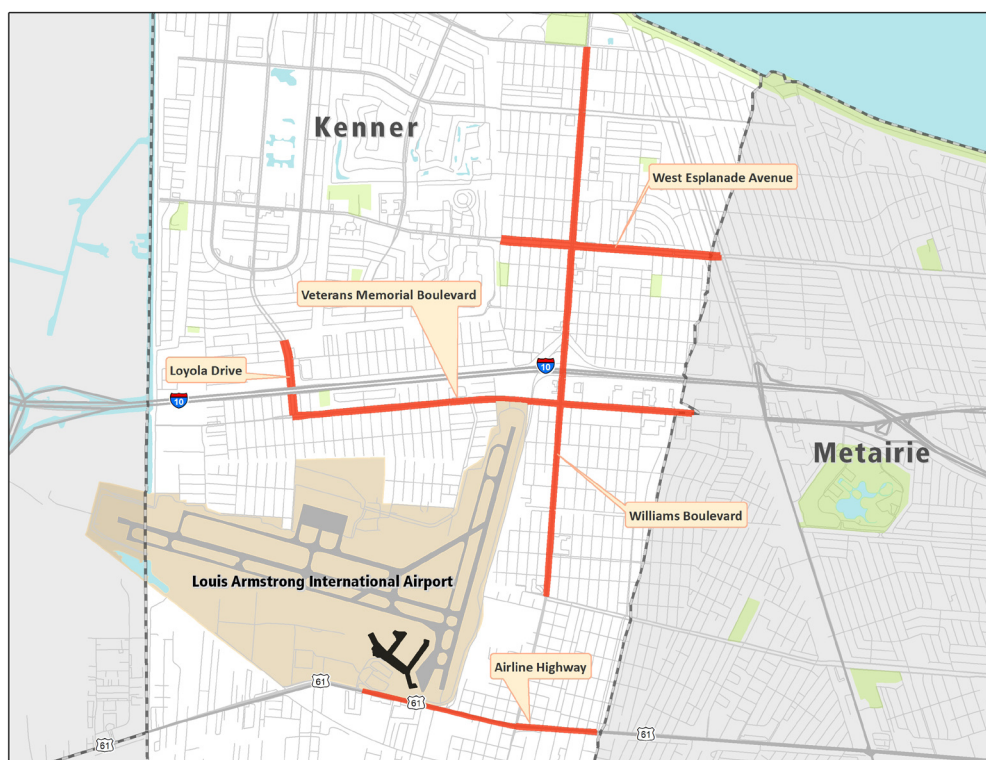 Kenner
West Esplanade Avenue
Veterans Memorial Boulevard
Loyola Drive
10
10
Metairie
Williams Boulevard
Louis Armstrong International Airport
Airline Highway
61
61
61
61